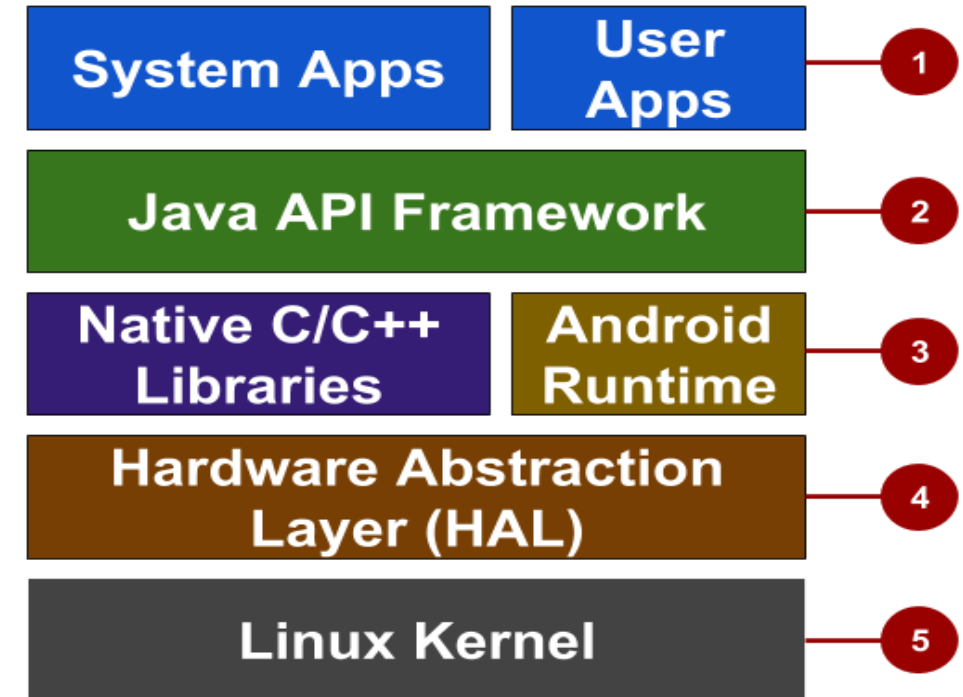 System Apps
User
Apps
1
Java API Framework
2
Native C/C++
Libraries
Android
Runtime
3
Hardware Abstraction
Layer (HAL)
4
Linux Kernel
5